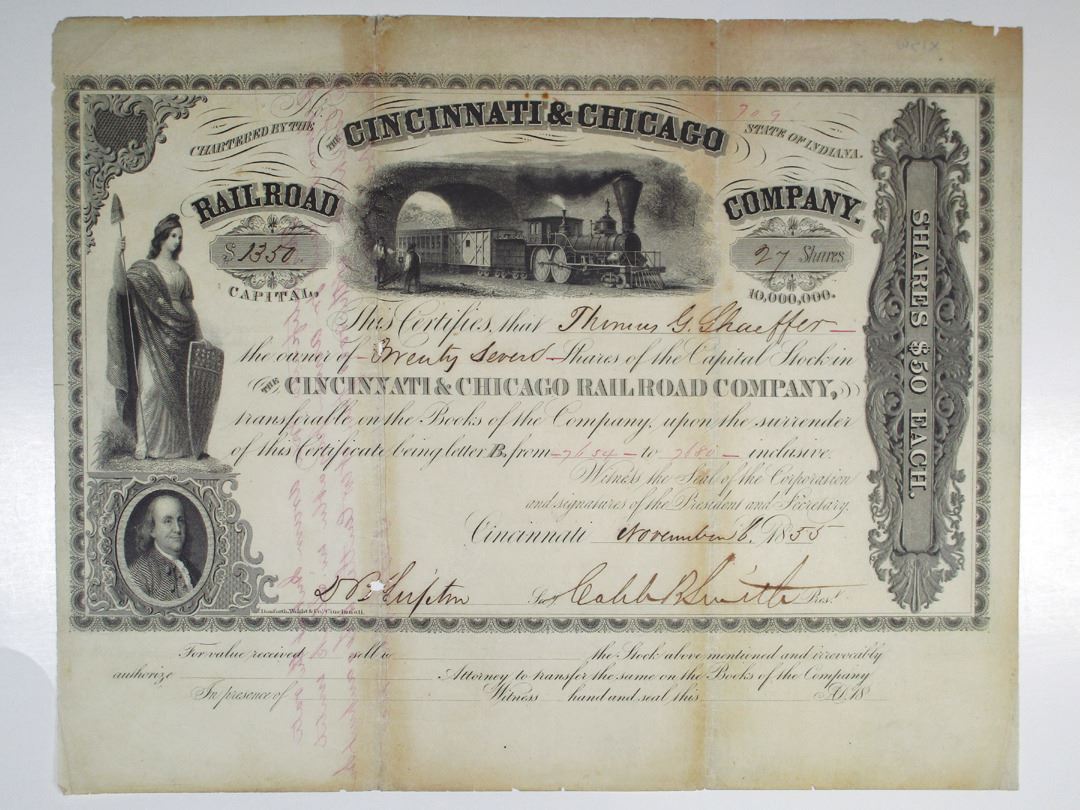 709
THE CINCINNATI & CHICAGO
CHARTERED BY THE
STATE OF INDIANA.
RAILROAD
COMPANY.
$ 1350.
27 Shares
CAPITAL,
10,000,000.
This Certifies, that Thomas G. Shaeffer
the owner of Twenty Seven Shares of the Capital Stock in
THE CINCINNATI & CHICAGO RAILROAD COMPANY,
transferable on the Books of the Company, upon the surrender
of this Certificate being letter B, from 7654 to 7680 inclusive.
Witness the Seal of the Corporation
and signatures of the President and Secretary.
Cincinnati November 8, 1855
Secy Caleb B Smith Prest.
Danforth, Wright & Co. Cincinnati.
SHARES $50 EACH.
For value received sell to the Stock above mentioned and irrevocably
authorize Attorney to transfer the same on the Books of the Company
In presence of Witness hand and seal this A.D. 18